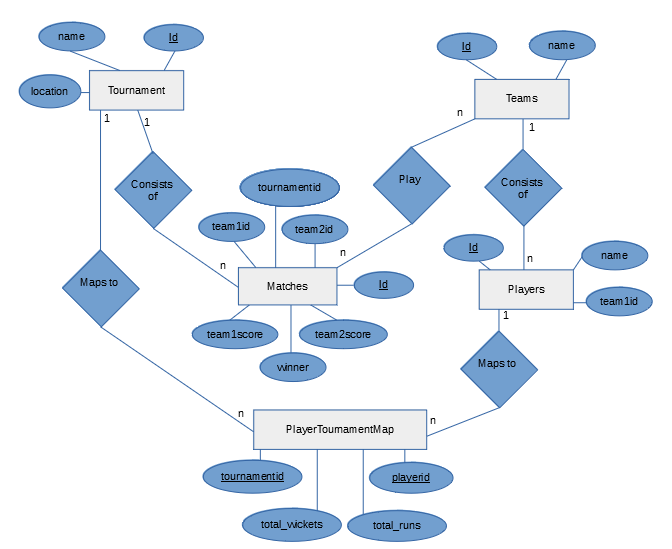 name
Id
Id
name
location
Tournament
Teams
1
1
n
1
Consists
of
Play
Consists
of
tournamentid
team1id
team2id
Id
name
n
n
n
Maps to
Matches
Id
Players
team1id
1
team1score
team2score
winner
Maps to
n
n
PlayerTournamentMap
tournamentid
playerid
total_wickets
total_runs